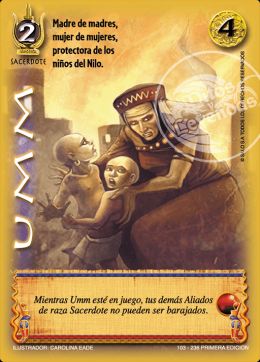 2
SACERDOTE
Madre de madres,
mujer de mujeres,
protectora de los
niños del Nilo.
4
UMM
Mientras Umm esté en juego, tus demás Aliados
de raza Sacerdote no pueden ser barajados.
ILUSTRADOR: CAROLINA EADE
103 - 236 PRIMERA EDICIÓN